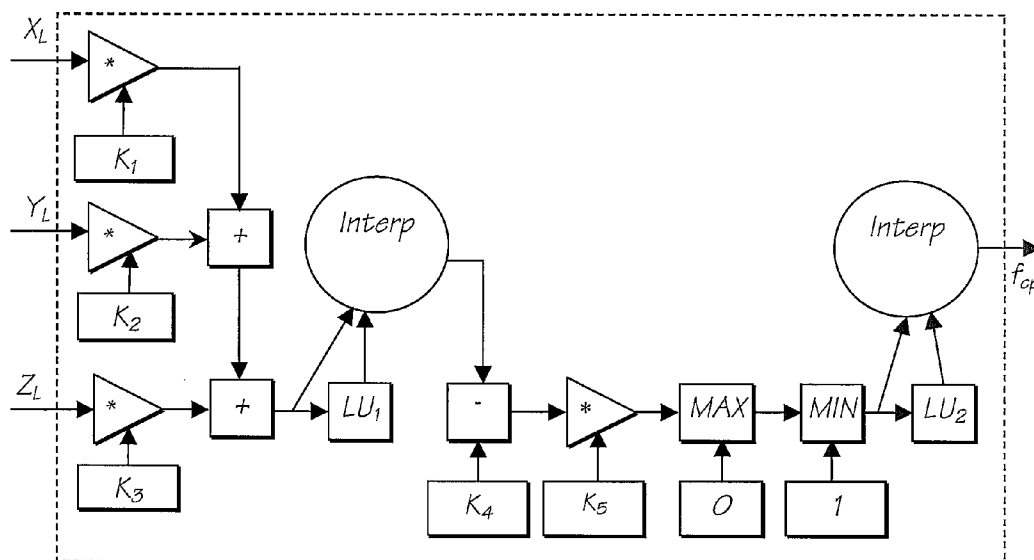 X_L
*
K_1
Y_L
*
+
Interp
Interp
f_cp
K_2
Z_L
*
+
LU_1
-
*
MAX
MIN
LU_2
K_3
K_4
K_5
0
1